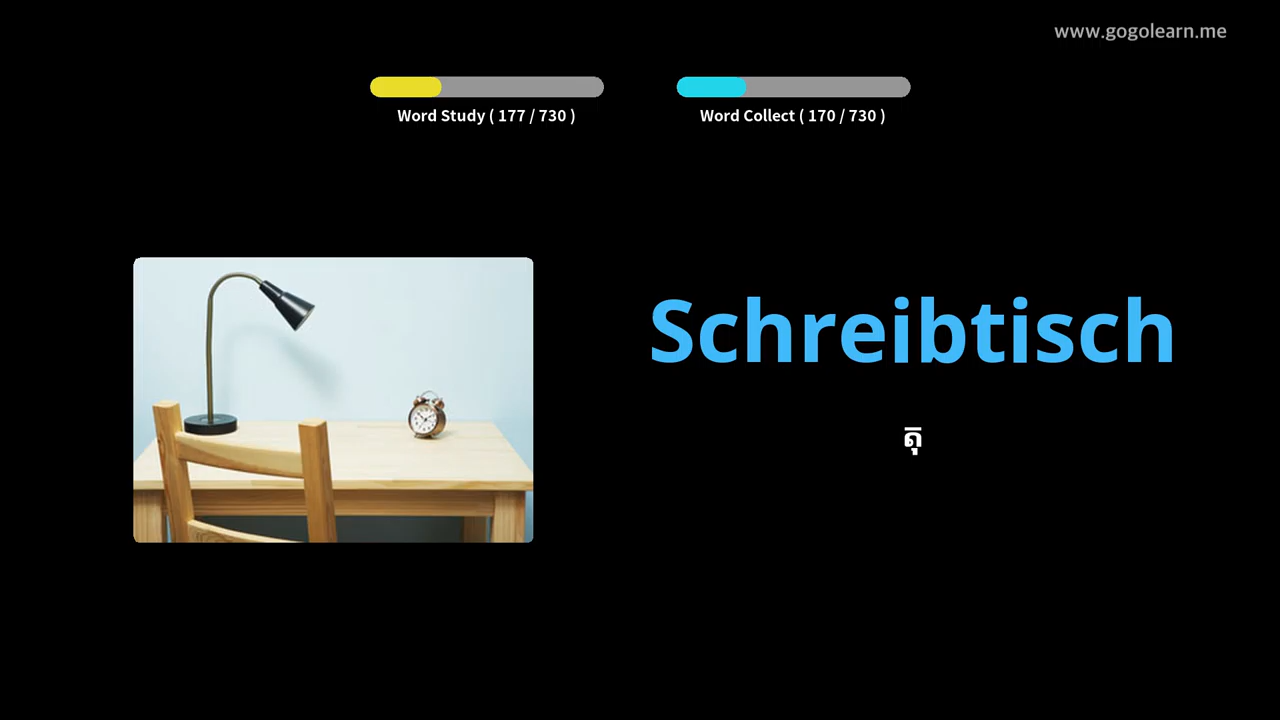 www.gogolearn.me
Word Study ( 177 / 730 )
Word Collect ( 170 / 730 )
Schreibtisch
តុ